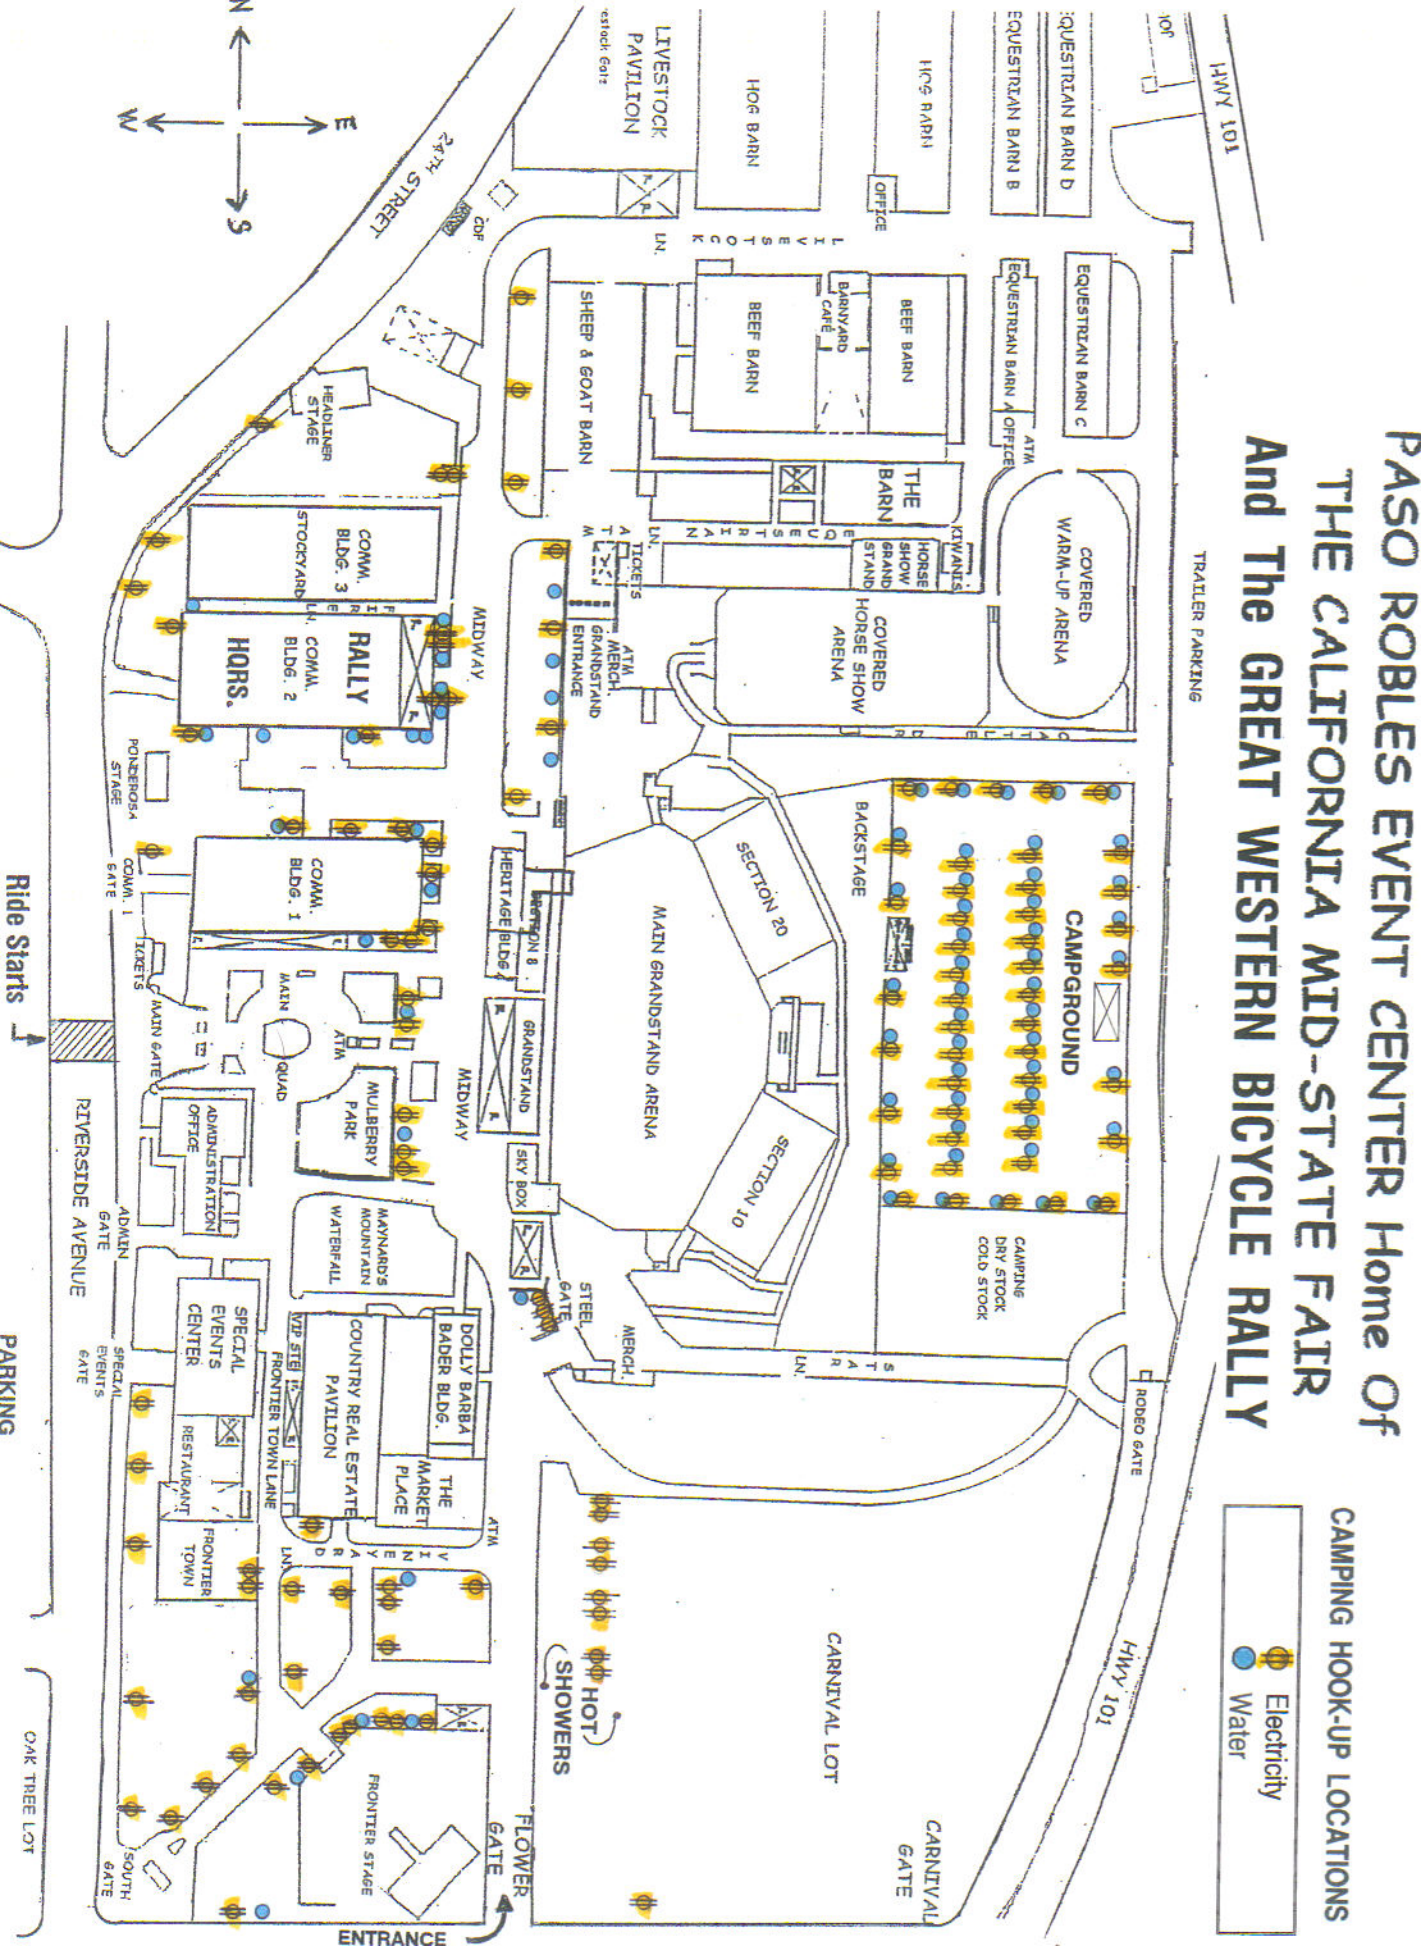 PASO ROBLES EVENT CENTER Home Of
THE CALIFORNIA MID-STATE FAIR
And The GREAT WESTERN BICYCLE RALLY
CAMPING HOOK-UP LOCATIONS
Electricity
Water
HWY 101
TRAILER PARKING
HWY 101
RODEO GATE
EQUESTRIAN BARN D
EQUESTRIAN BARN B
EQUESTRIAN BARN C
EQUESTRIAN BARN A
OFFICE
ATM
COVERED
WARM-UP ARENA
HOG BARN
OFFICE
HOG BARN
LIVESTOCK
PAVILION
LIVESTOCK
LN.
BEEF BARN
BARNYARD
CAFE
BEEF BARN
THE
BARN
R.R.
KIWANIS
HORSE
SHOW
GRAND
STAND
EQUESTRIAN
LN.
COVERED
HORSE SHOW
ARENA
CATTLE DR
CAMPGROUND
BACKSTAGE
CAMPING
DRY STOCK
COLD STOCK
SECTION 20
SECTION 10
MAIN GRANDSTAND ARENA
STAR
LN.
CARNIVAL LOT
CARNIVAL
GATE
SHEEP & GOAT BARN
R.R.
ATM
TICKETS
ATM
MERCH.
GRANDSTAND
ENTRANCE
STEEL
GATE
MERCH.
HOT
SHOWERS
SECTION 8
HERITAGE BLDG.
GRANDSTAND
R. R.
SKY BOX
R.R.
FLOWER
GATE
ENTRANCE
MIDWAY
MIDWAY
N
S
E
W
24TH STREET
CDF
HEADLINER
STAGE
COMM.
BLDG. 3
STOCKYARD
FIRE
LN.
RALLY
COMM.
BLDG. 2
HQRS.
R. R.
PONDEROSA
STAGE
COMM.
BLDG. 1
COMM. 1
GATE
TICKETS
MAIN GATE
MAIN
QUAD
ATM
MULBERRY
PARK
MAYNARD'S
MOUNTAIN
WATERFALL
DOLLY BARBA
BADER BLDG.
THE
MARKET
PLACE
ATM
COUNTRY REAL ESTATE
PAVILION
VIP STE
FRONTIER TOWN LANE
VINEYARD
LN.
ADMINISTRATION
OFFICE
ADMIN
GATE
SPECIAL
EVENTS
CENTER
SPECIAL
EVENTS
GATE
RESTAURANT
FRONTIER
TOWN
R.R.
FRONTIER STAGE
SOUTH
GATE
RIVERSIDE AVENUE
Ride Starts
PARKING
OAK TREE LOT